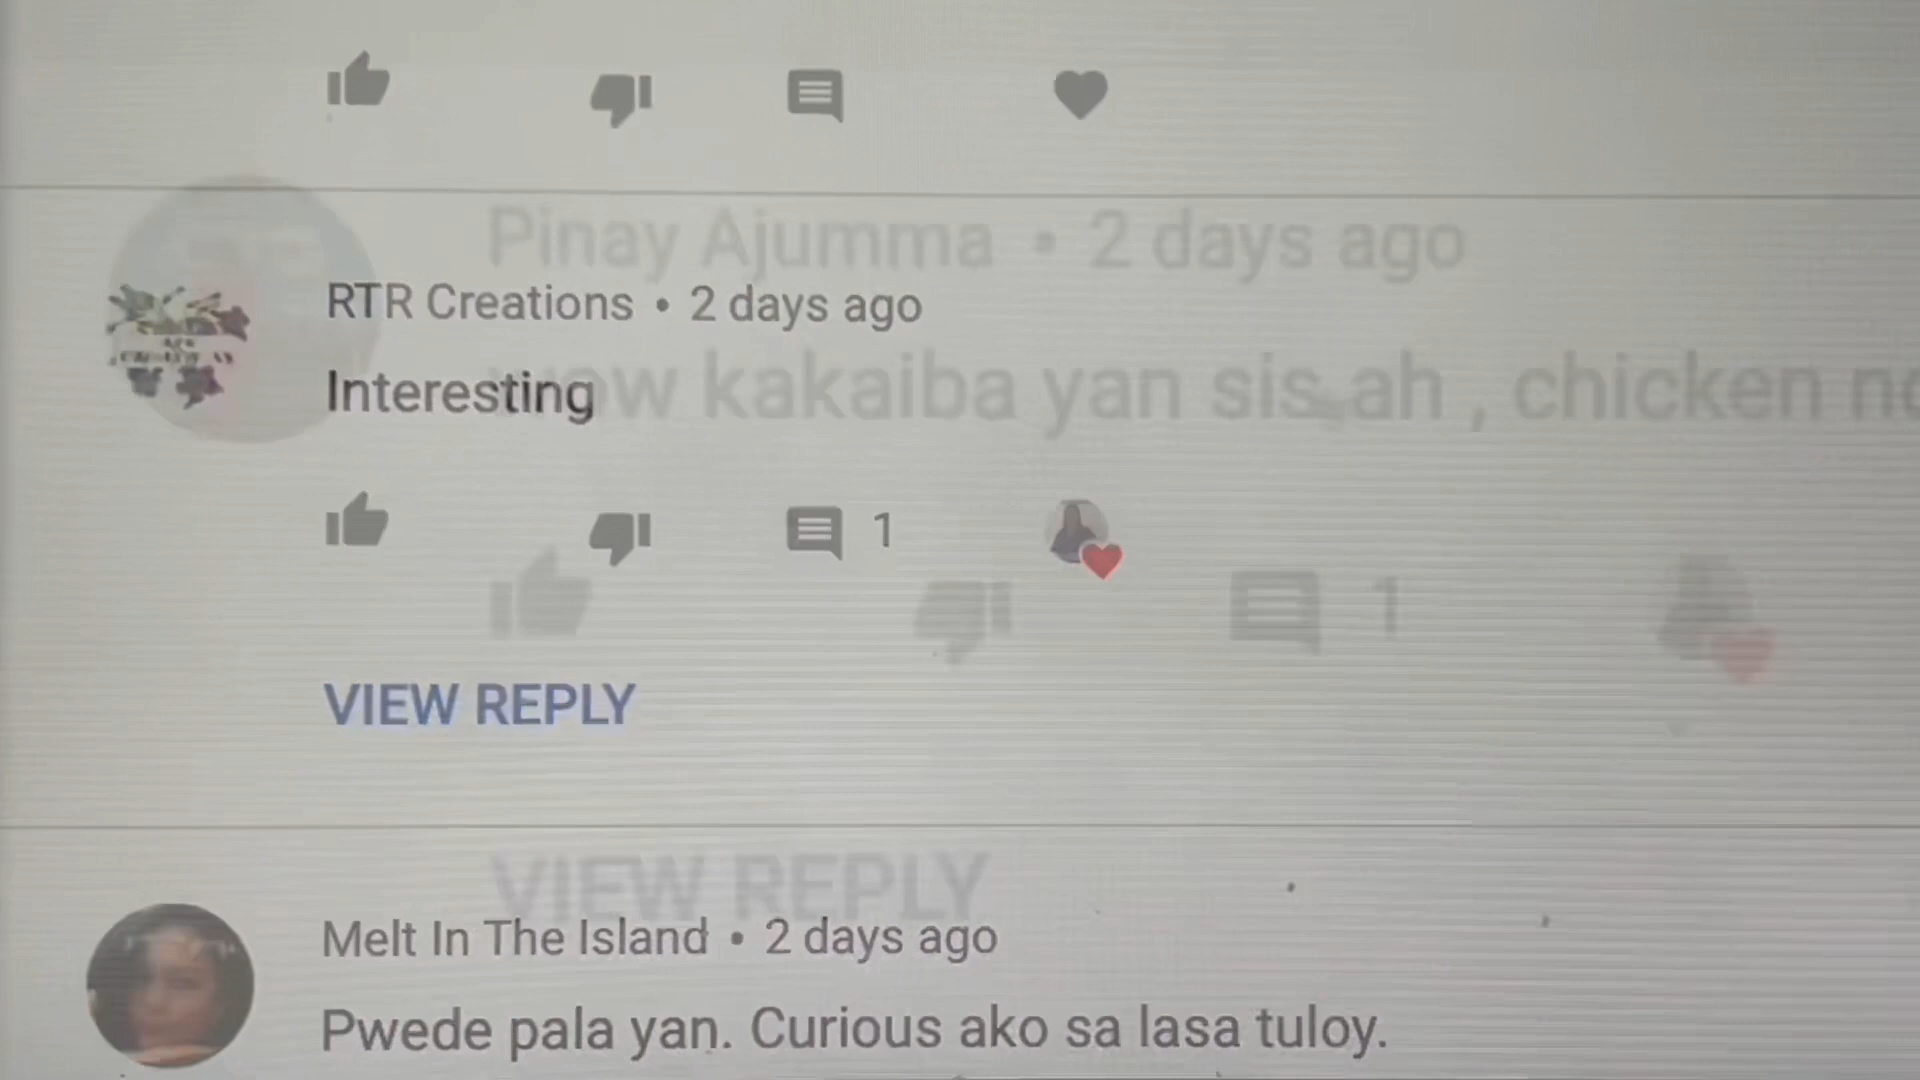 Pinay Ajumma • 2 days ago
RTR Creations • 2 days ago
Interesting
kakaiba yan sis ah , chicken
1
1
VIEW REPLY
VIEW REPLY
Melt In The Island • 2 days ago
Pwede pala yan. Curious ako sa lasa tuloy.